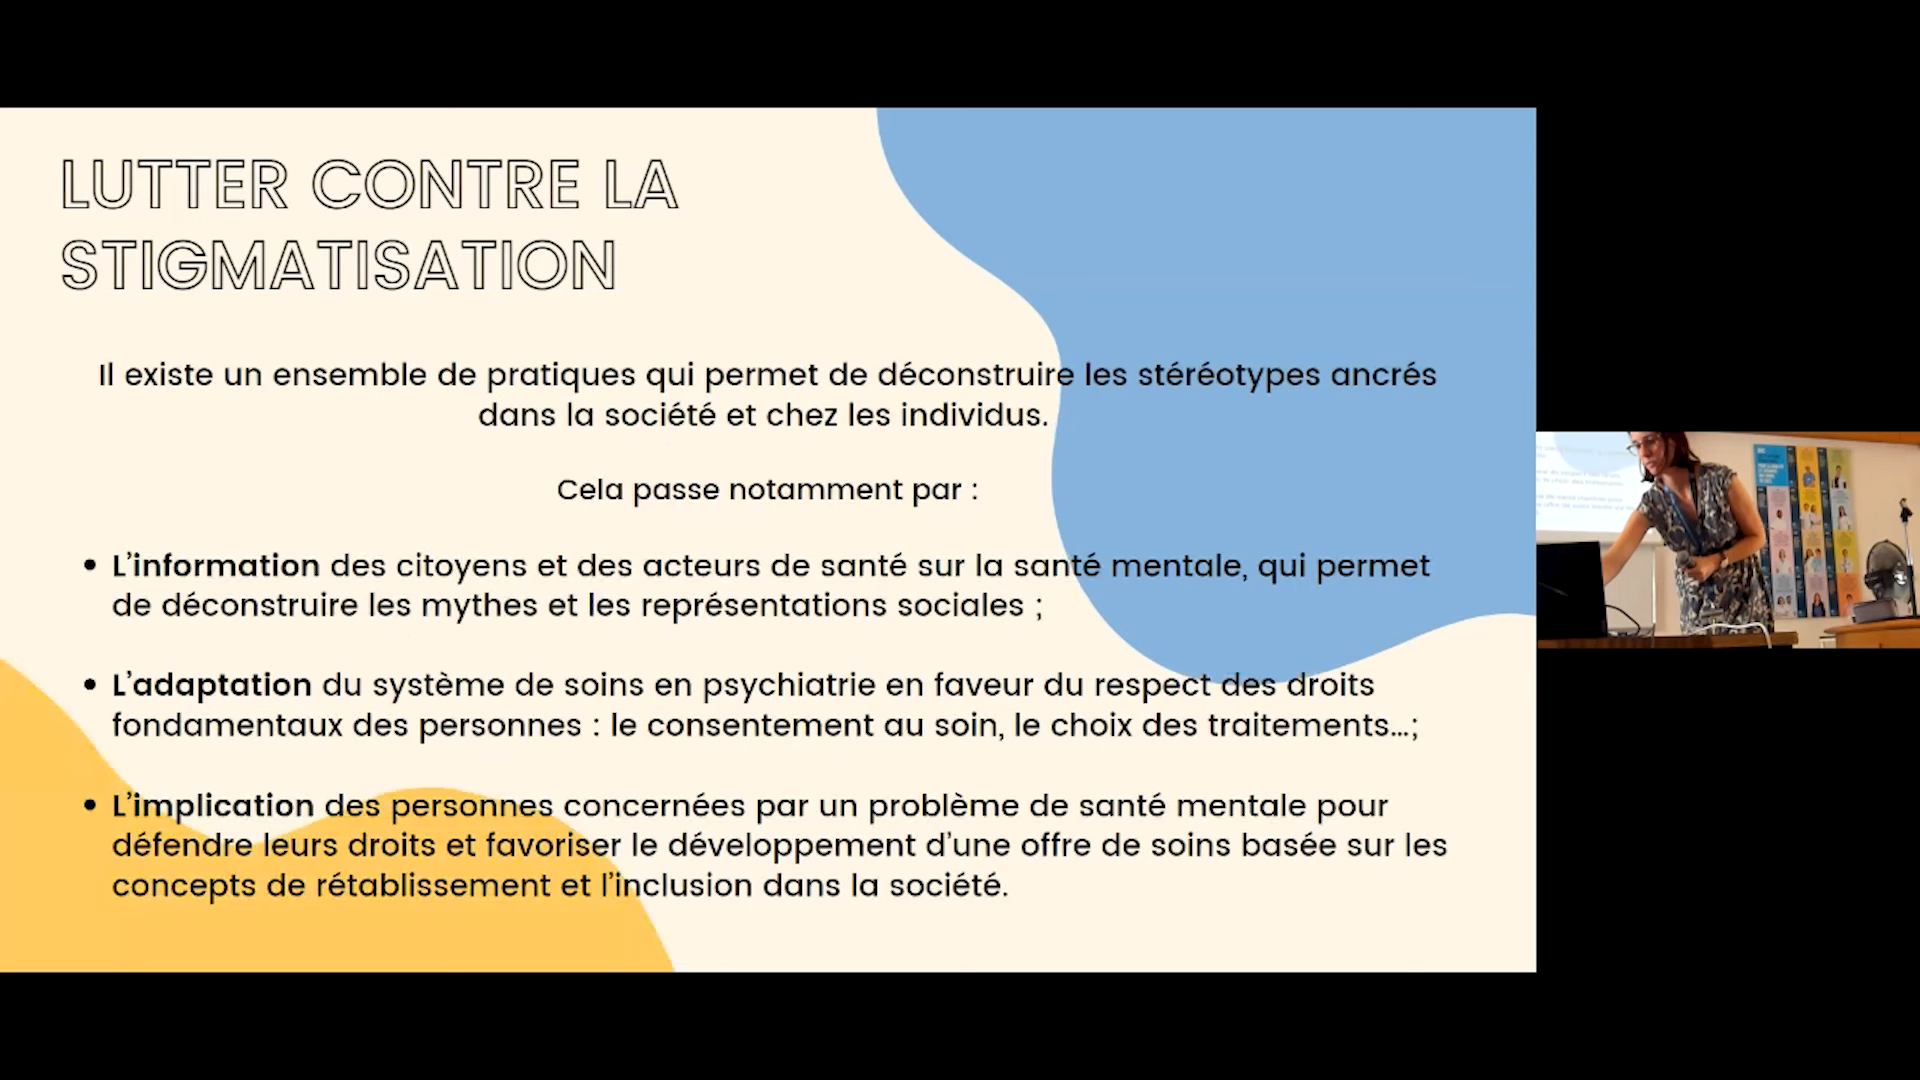 LUTTER CONTRE LA
STIGMATISATION
Il existe un ensemble de pratiques qui permet de déconstruire les stéréotypes ancrés
dans la société et chez les individus.
Cela passe notamment par :
• L'information des citoyens et des acteurs de santé sur la santé mentale, qui permet
de déconstruire les mythes et les représentations sociales ;
• L'adaptation du système de soins en psychiatrie en faveur du respect des droits
fondamentaux des personnes : le consentement au soin, le choix des traitements...;
• L'implication des personnes concernées par un problème de santé mentale pour
défendre leurs droits et favoriser le développement d'une offre de soins basée sur les
concepts de rétablissement et l'inclusion dans la société.